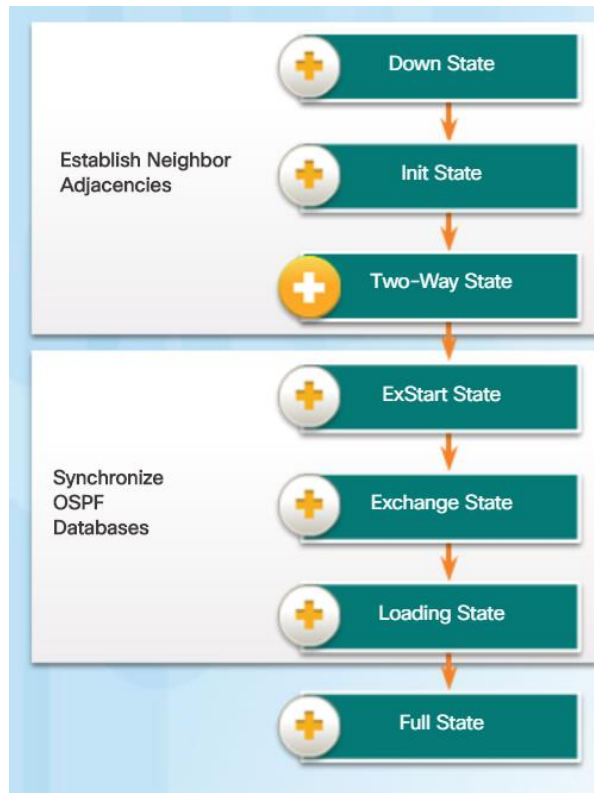 Down State
Establish Neighbor
Adjacencies
Init State
Two-Way State
ExStart State
Synchronize
OSPF
Databases
Exchange State
Loading State
Full State